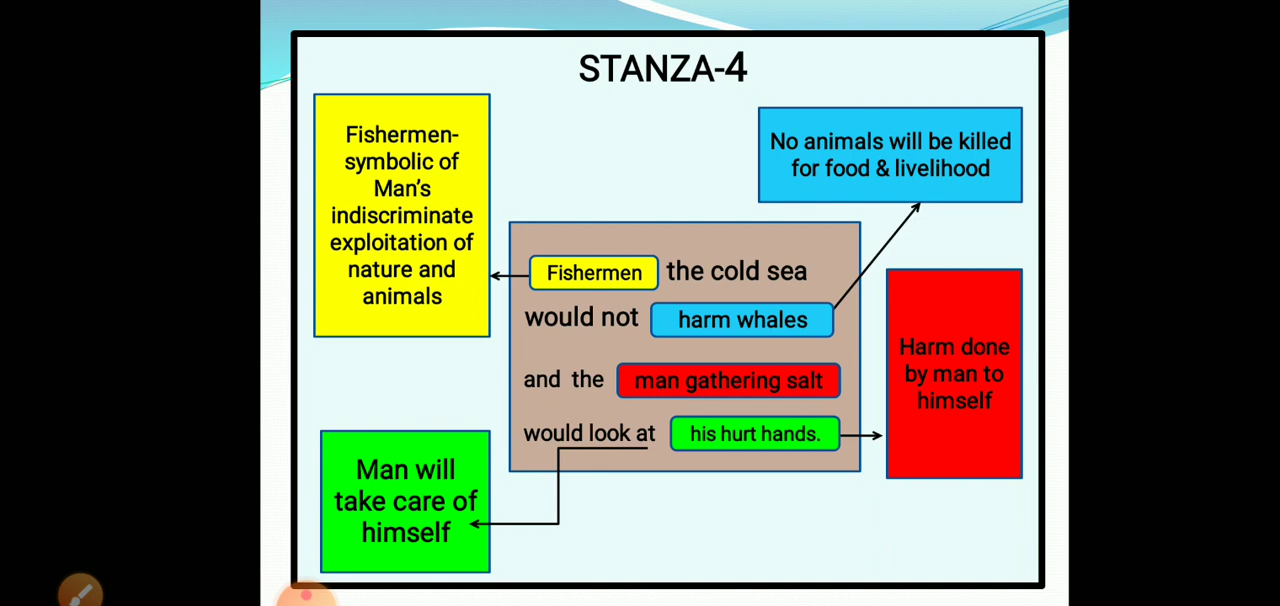 STANZA-4
Fishermen-
symbolic of
Man's
indiscriminate
exploitation of
nature and
animals
No animals will be killed
for food & livelihood
Fishermen the cold sea
would not harm whales
and the man gathering salt
would look at his hurt hands.
Harm done
by man to
himself
Man will
take care of
himself